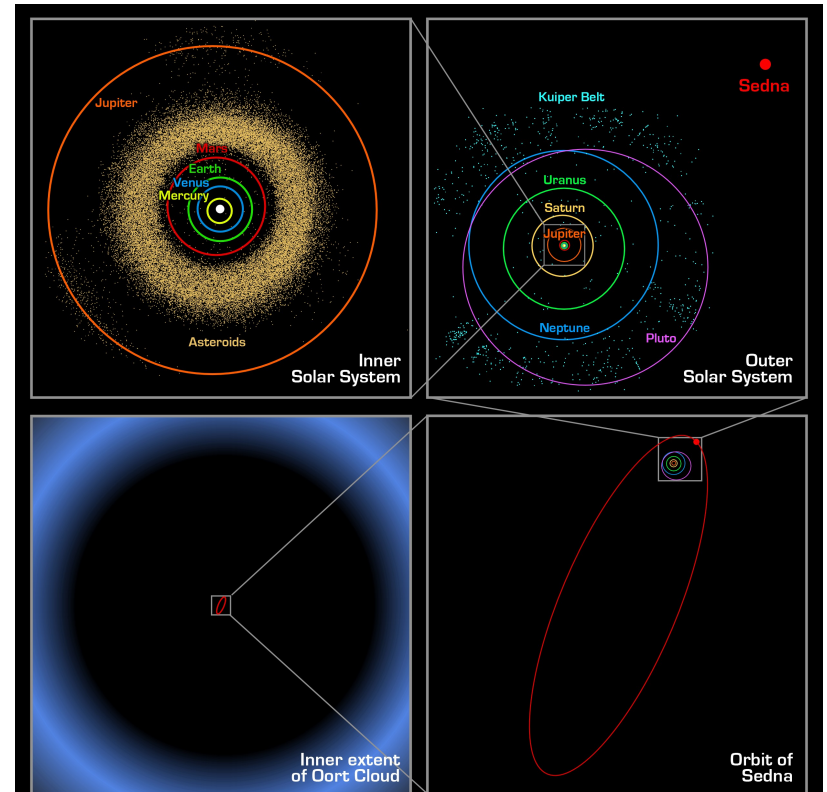 Jupiter
Mars
Earth
Venus
Mercury
Asteroids
Inner
Solar System
Sedna
Kuiper Belt
Uranus
Saturn
Jupiter
Neptune
Pluto
Outer
Solar System
Inner extent
of Oort Cloud
Orbit of
Sedna